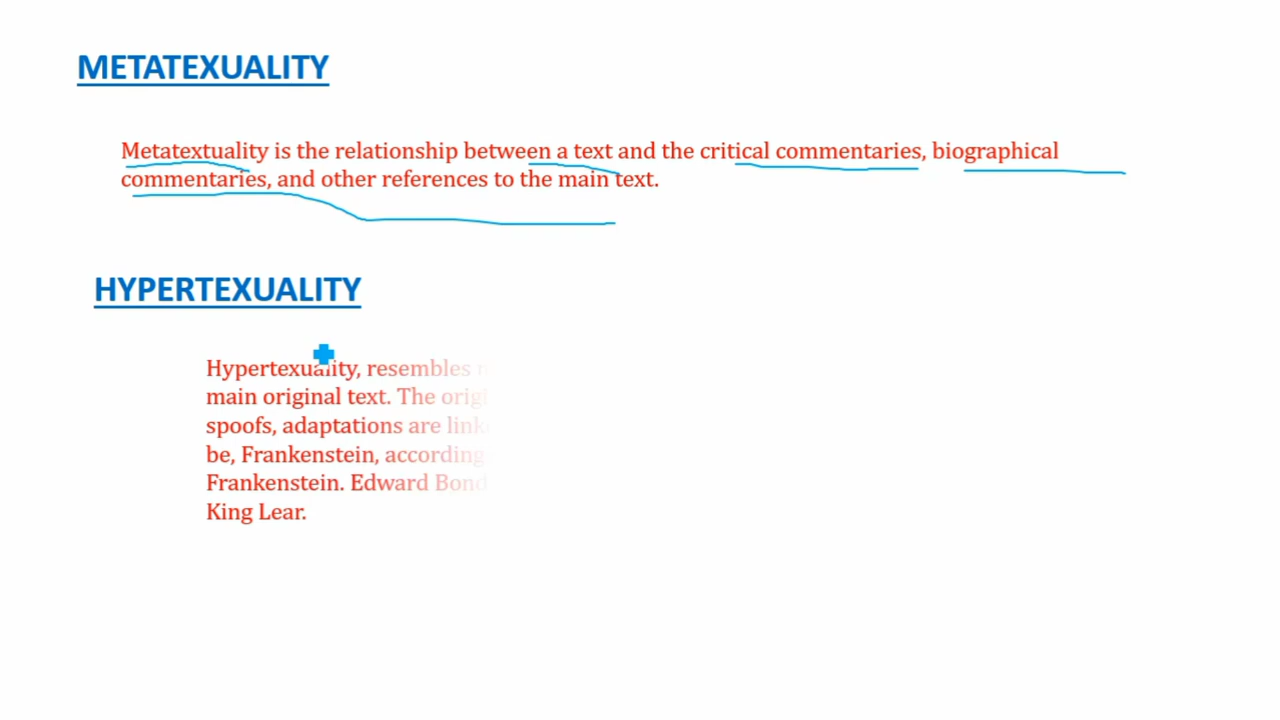 METATEXUALITY
Metatextuality is the relationship between a text and the critical commentaries, biographical
commentaries, and other references to the main text.
HYPERTEXUALITY
Hypertexuality, resembles
main original text. The
spoofs, adaptations are
be, Frankenstein,
Frankenstein. Edward Bond
King Lear.